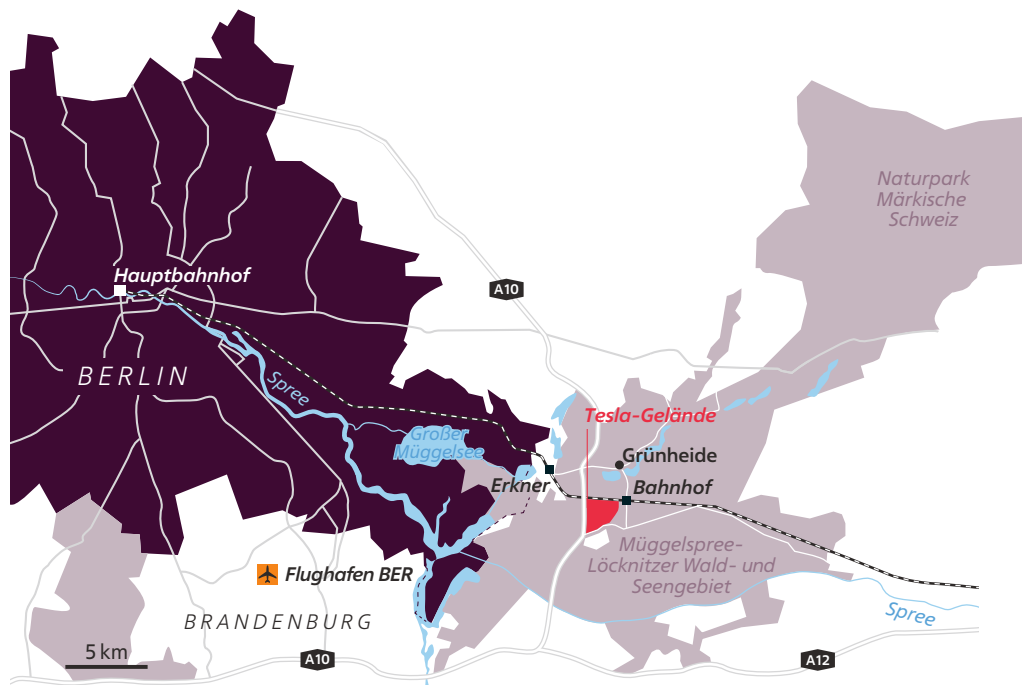 Naturpark
Märkische
Schweiz
Hauptbahnhof
A10
BERLIN
Spree
Tesla-Gelände
Großer
Müggelsee
Grünheide
Erkner
Bahnhof
Müggelspree-
Löcknitzer Wald- und
Seengebiet
Flughafen BER
Spree
BRANDENBURG
5 km
A10
A12